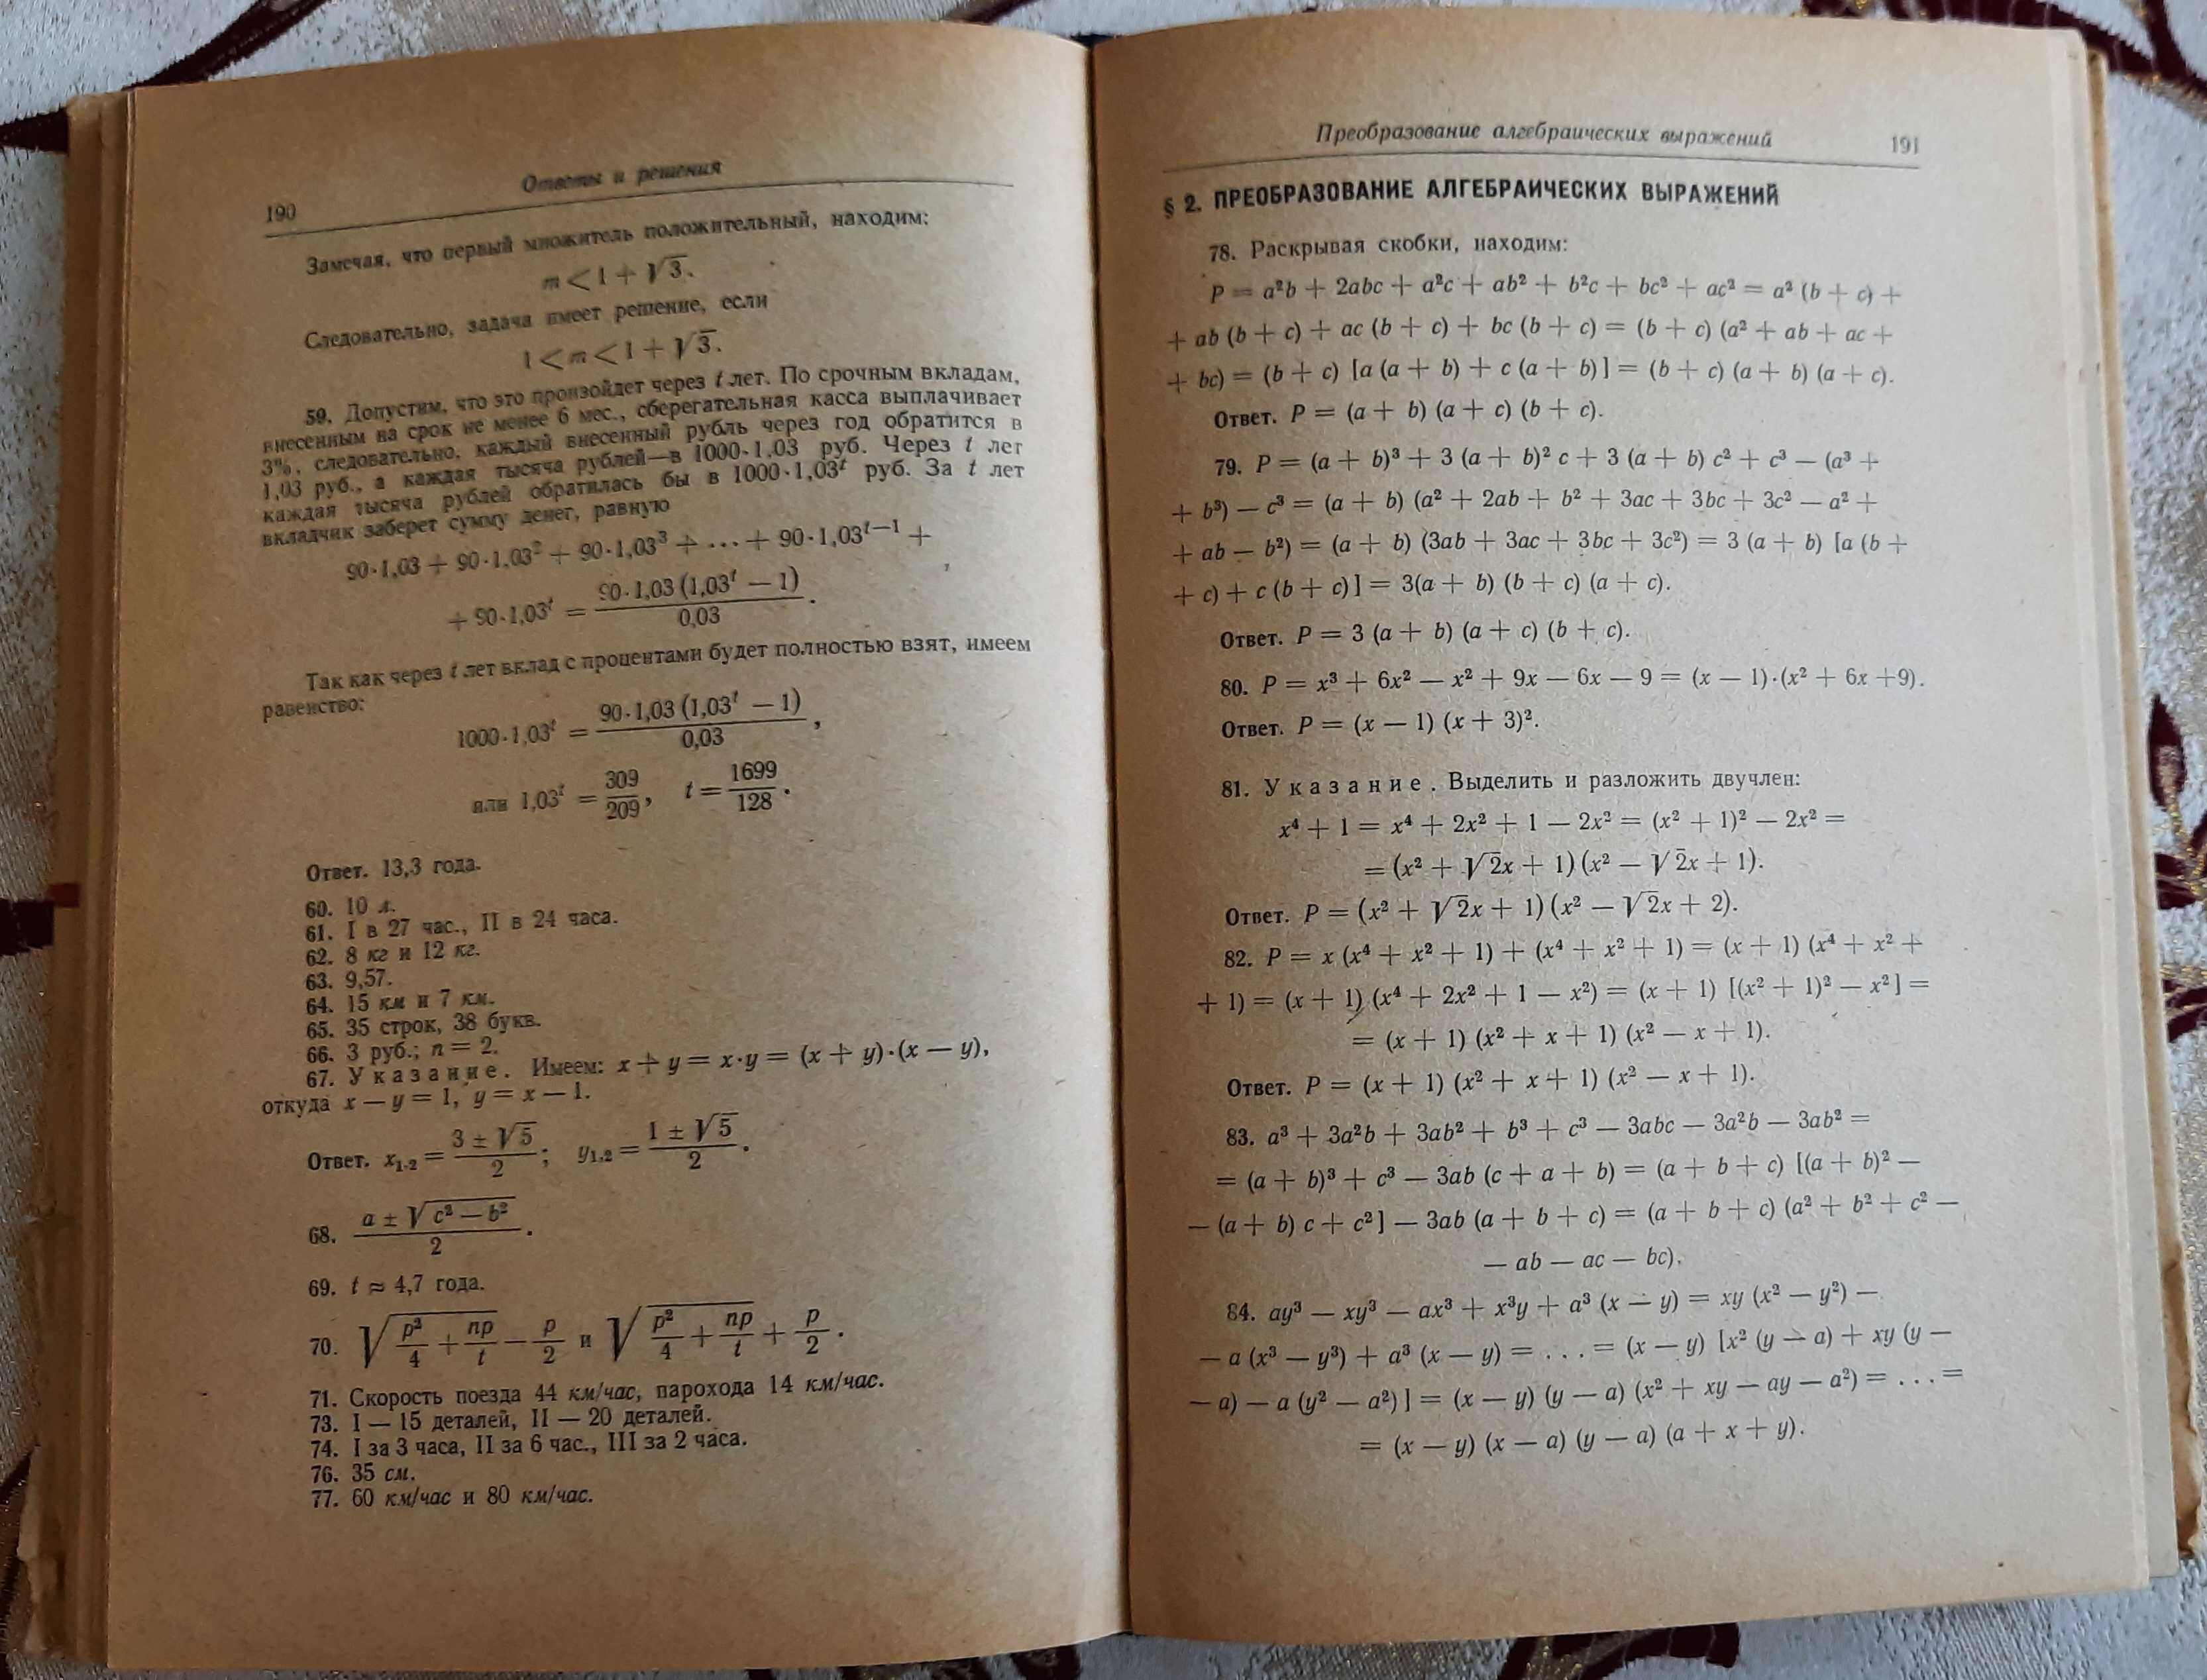 190
Ответы и решения
Замечая, что первый множитель положительный, находим:
m < 1 + √3.
Следовательно, задача имеет решение, если
1 < m < 1 + √3.
59. Допустим, что это произойдет через t лет. По срочным вкладам,
внесенным на срок не менее 6 мес., сберегательная касса выплачивает
3%, следовательно, каждый внесенный рубль через год обратится в
1,03 руб., а каждая тысяча рублей—в 1000·1,03 руб. Через t лет
каждая тысяча рублей обратилась бы в 1000·1,03ᵗ руб. За t лет
вкладчик заберет сумму денег, равную
90·1,03 + 90·1,03² + 90·1,03³ + ... + 90·1,03ᵗ⁻¹ +
+ 90·1,03ᵗ = 90·1,03 (1,03ᵗ — 1) / 0,03 .
Так как через t лет вклад с процентами будет полностью взят, имеем
равенство:
1000·1,03ᵗ = 90·1,03 (1,03ᵗ — 1) / 0,03 ,
или 1,03ᵗ = 309/209 , t = 1699/128 .
Ответ. 13,3 года.
60. 10 л.
61. I в 27 час., II в 24 часа.
62. 8 кг и 12 кг.
63. 9,57.
64. 15 км и 7 км.
65. 35 строк, 38 букв.
66. 3 руб.; n = 2.
67. Указание. Имеем: x + y = x·y = (x + y)·(x — y),
откуда x — y = 1, y = x — 1.
Ответ. x₁,₂ = (3 ± √5)/2 ; y₁,₂ = (1 ± √5)/2 .
68. (a ± √(c² — b²))/2 .
69. t ≈ 4,7 года.
70. √(p²/4 + np/t) — p/2 и √(p²/4 + np/t) + p/2 .
71. Скорость поезда 44 км/час, парохода 14 км/час.
73. I — 15 деталей, II — 20 деталей.
74. I за 3 часа, II за 6 час., III за 2 часа.
76. 35 см.
77. 60 км/час и 80 км/час.
Преобразование алгебраических выражений 191
§ 2. ПРЕОБРАЗОВАНИЕ АЛГЕБРАИЧЕСКИХ ВЫРАЖЕНИЙ
78. Раскрывая скобки, находим:
P = a²b + 2abc + a²c + ab² + b²c + bc² + ac² = a² (b + c) +
+ ab (b + c) + ac (b + c) + bc (b + c) = (b + c) (a² + ab + ac +
+ bc) = (b + c) [a (a + b) + c (a + b)] = (b + c) (a + b) (a + c).
Ответ. P = (a + b) (a + c) (b + c).
79. P = (a + b)³ + 3 (a + b)² c + 3 (a + b) c² + c³ — (a³ +
+ b³) — c³ = (a + b) (a² + 2ab + b² + 3ac + 3bc + 3c² — a² +
+ ab — b²) = (a + b) (3ab + 3ac + 3bc + 3c²) = 3 (a + b) [a (b +
+ c) + c (b + c)] = 3(a + b) (b + c) (a + c).
Ответ. P = 3 (a + b) (a + c) (b + c).
80. P = x³ + 6x² — x² + 9x — 6x — 9 = (x — 1)·(x² + 6x +9).
Ответ. P = (x — 1) (x + 3)².
81. Указание. Выделить и разложить двучлен:
x⁴ + 1 = x⁴ + 2x² + 1 — 2x² = (x² + 1)² — 2x² =
= (x² + √2x + 1) (x² — √2x + 1).
Ответ. P = (x² + √2x + 1) (x² — √2x + 2).
82. P = x (x⁴ + x² + 1) + (x⁴ + x² + 1) = (x + 1) (x⁴ + x² +
+ 1) = (x + 1) (x⁴ + 2x² + 1 — x²) = (x + 1) [(x² + 1)² — x²] =
= (x + 1) (x² + x + 1) (x² — x + 1).
Ответ. P = (x + 1) (x² + x + 1) (x² — x + 1).
83. a³ + 3a²b + 3ab² + b³ + c³ — 3abc — 3a²b — 3ab² =
= (a + b)³ + c³ — 3ab (c + a + b) = (a + b + c) [(a + b)² —
— (a + b) c + c²] — 3ab (a + b + c) = (a + b + c) (a² + b² + c² —
— ab — ac — bc).
84. ay³ — xy³ — ax³ + x³y + a³ (x — y) = xy (x² — y²) —
— a (x³ — y³) + a³ (x — y) = ... = (x — y) [x² (y — a) + xy (y —
— a) — a (y² — a²)] = (x — y) (y — a) (x² + xy — ay — a²) = ... =
= (x — y) (x — a) (y — a) (a + x + y).